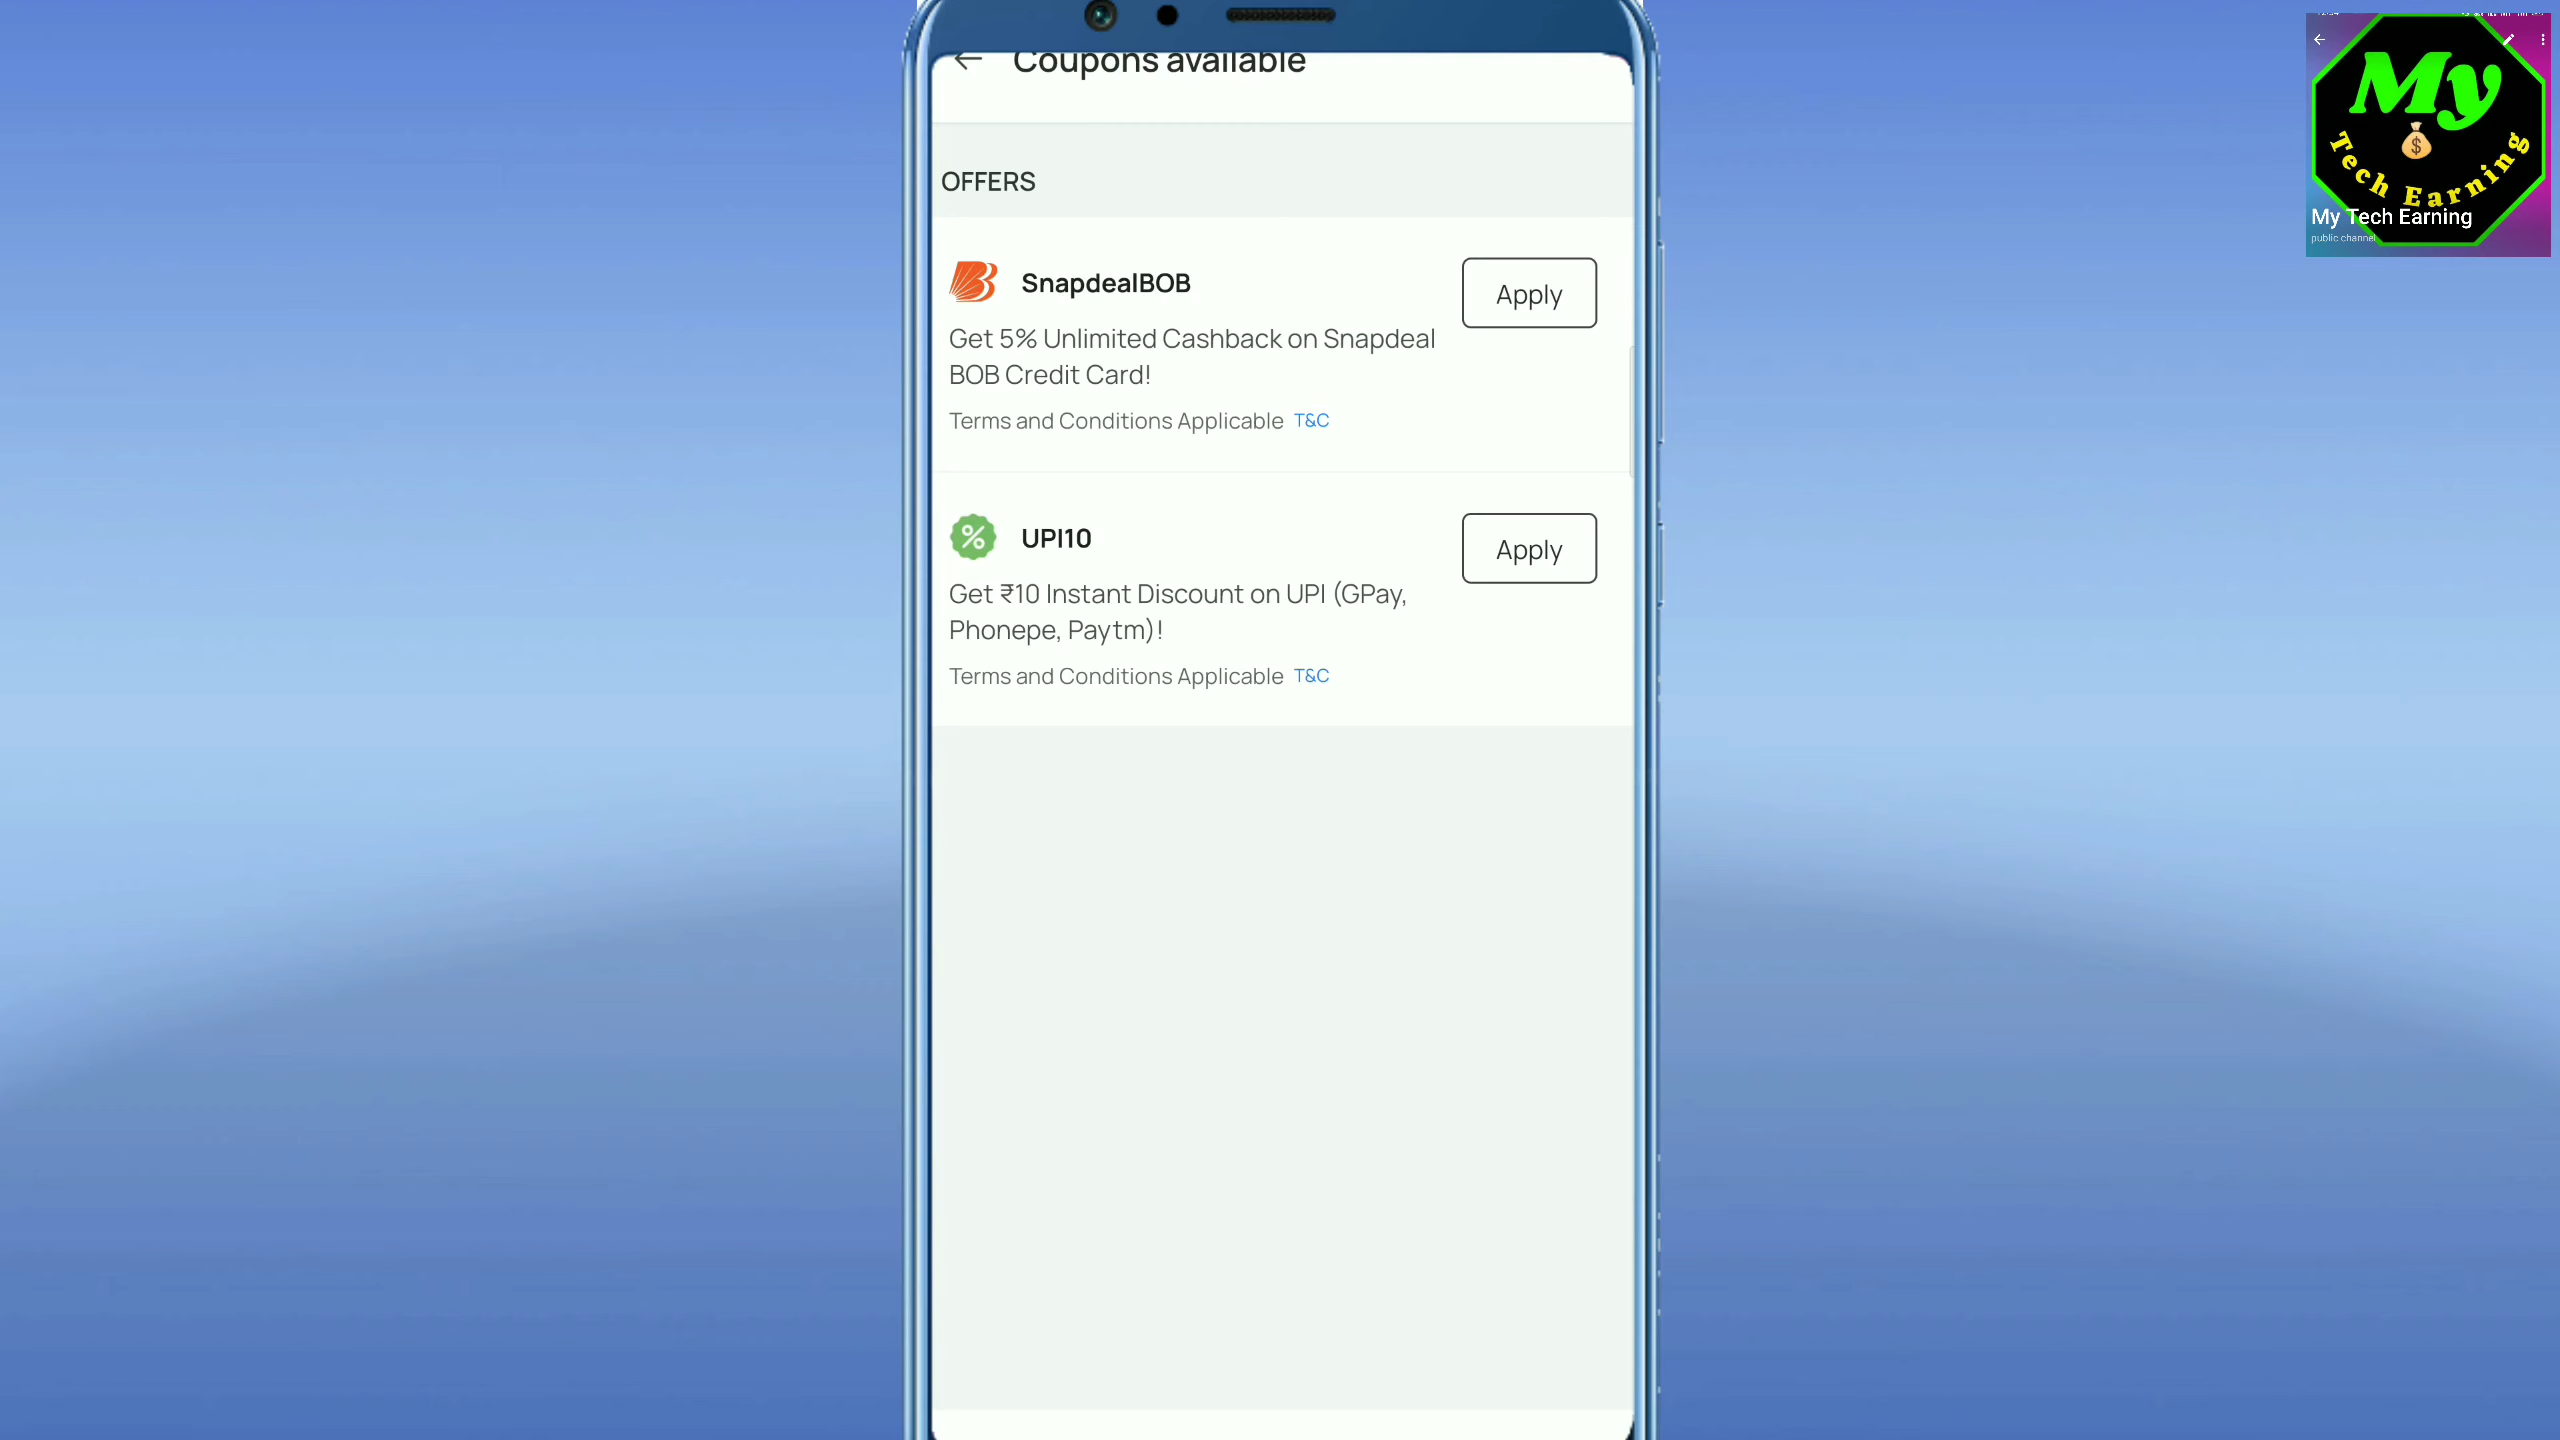 Coupons available
OFFERS
SnapdealBOB
Apply
Get 5% Unlimited Cashback on Snapdeal
BOB Credit Card!
Terms and Conditions Applicable T&C
UPI10
Apply
Get ₹10 Instant Discount on UPI (GPay,
Phonepe, Paytm)!
Terms and Conditions Applicable T&C
My
Tech Earning
My Tech Earning
public channel